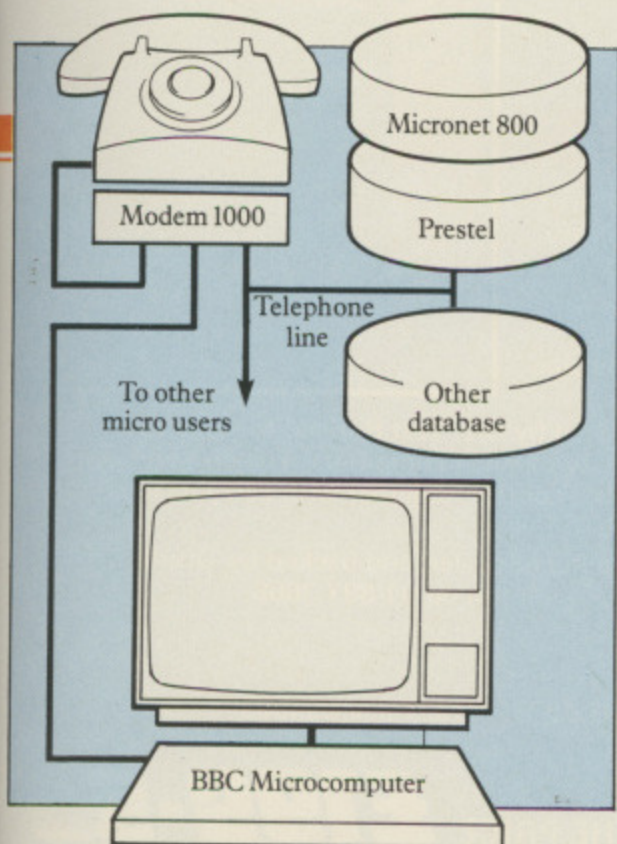 Micronet 800
Modem 1000
Prestel
Telephone
line
To other
micro users
Other
database
BBC Microcomputer